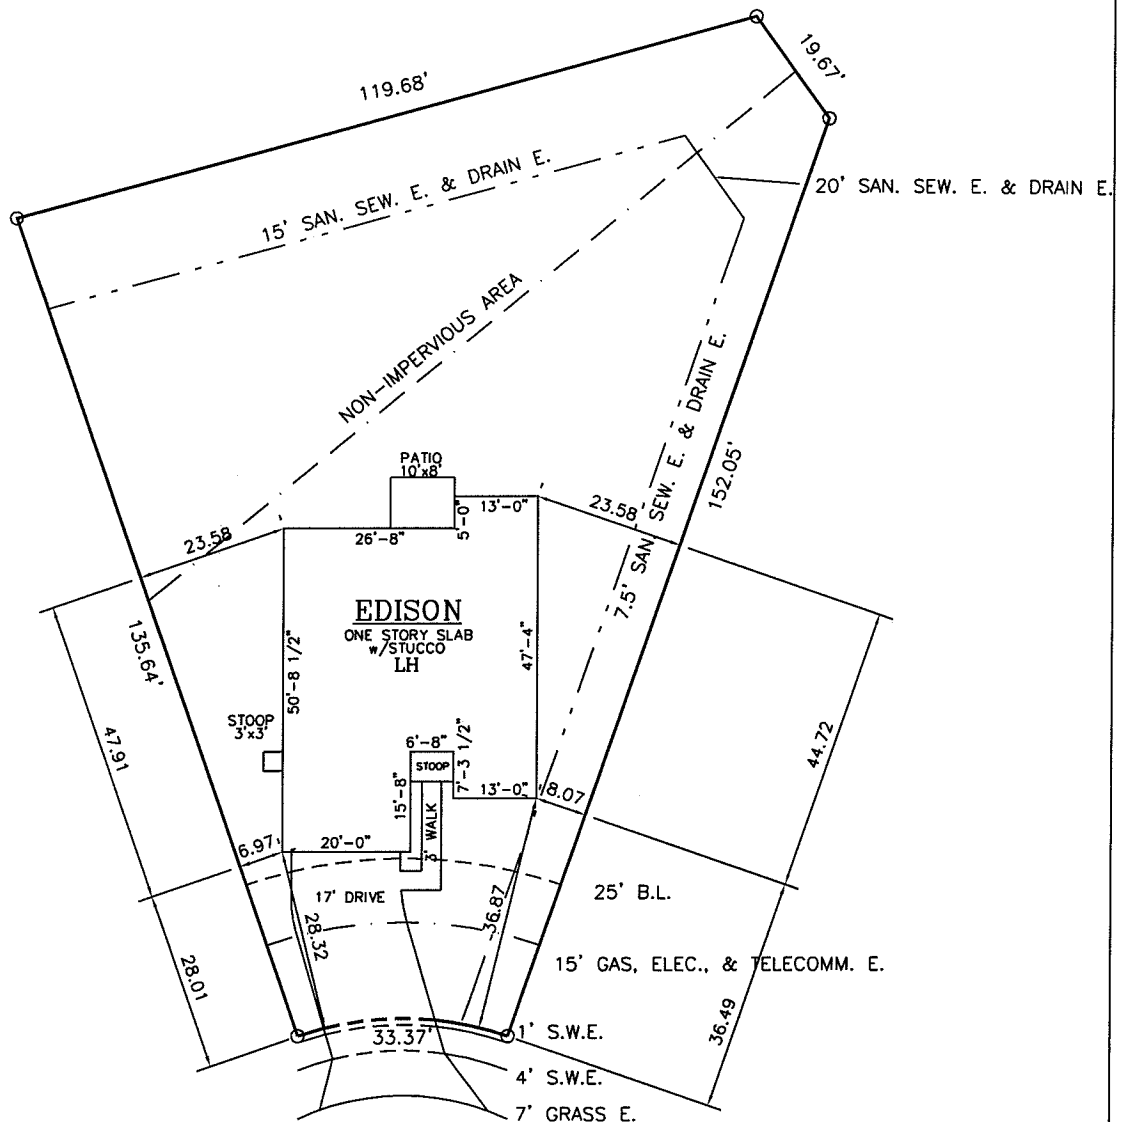 119.68'
19.67'
15' SAN. SEW. E. & DRAIN E.
20' SAN. SEW. E. & DRAIN E.
NON-IMPERVIOUS AREA
7.5' SAN. SEW. E. & DRAIN E.
152.05'
PATIO
10'x8'
13'-0"
5'-0"
26'-8"
23.58
23.58
EDISON
ONE STORY SLAB
w/STUCCO
LH
50'-8 1/2"
47'-4"
135.64'
47.91
44.72
STOOP
3'x3'
6'-8"
STOOP
7'-3 1/2"
15'-8"
13'-0"
3' WALK
8.07
6.97
20'-0"
17' DRIVE
25' B.L.
28.32
36.87
28.01
15' GAS, ELEC., & TELECOMM. E.
36.49
33.37'
1' S.W.E.
4' S.W.E.
7' GRASS E.